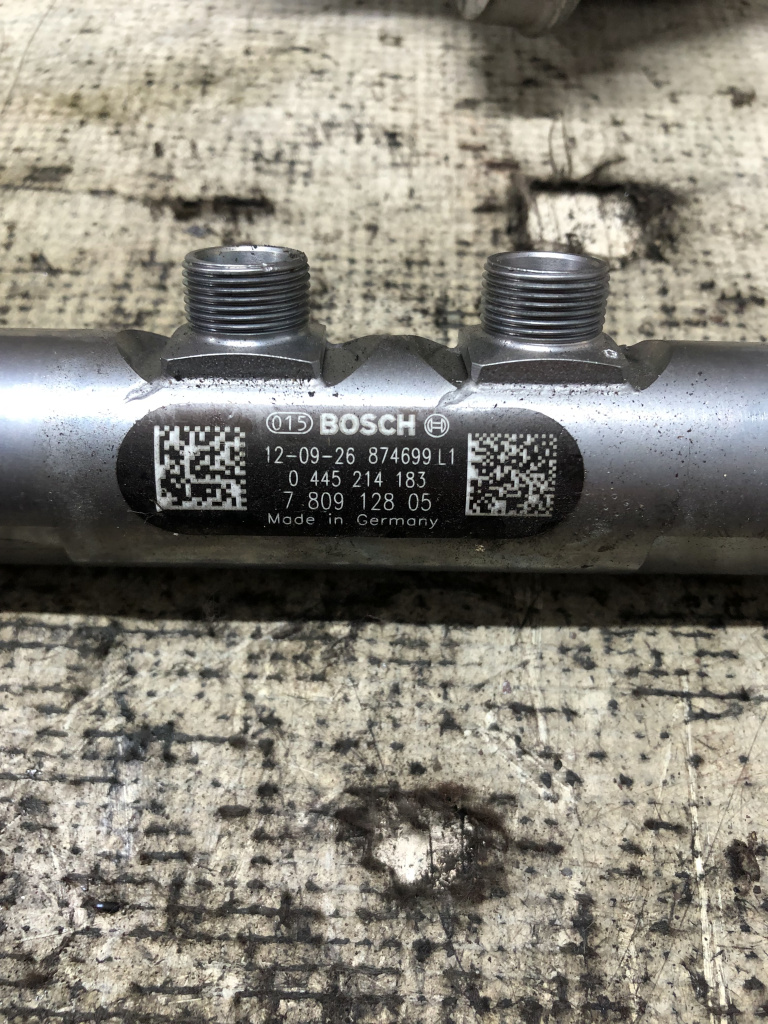 015 BOSCH
12-09-26 874699 L1
0 445 214 183
7 809 128 05
Made in Germany